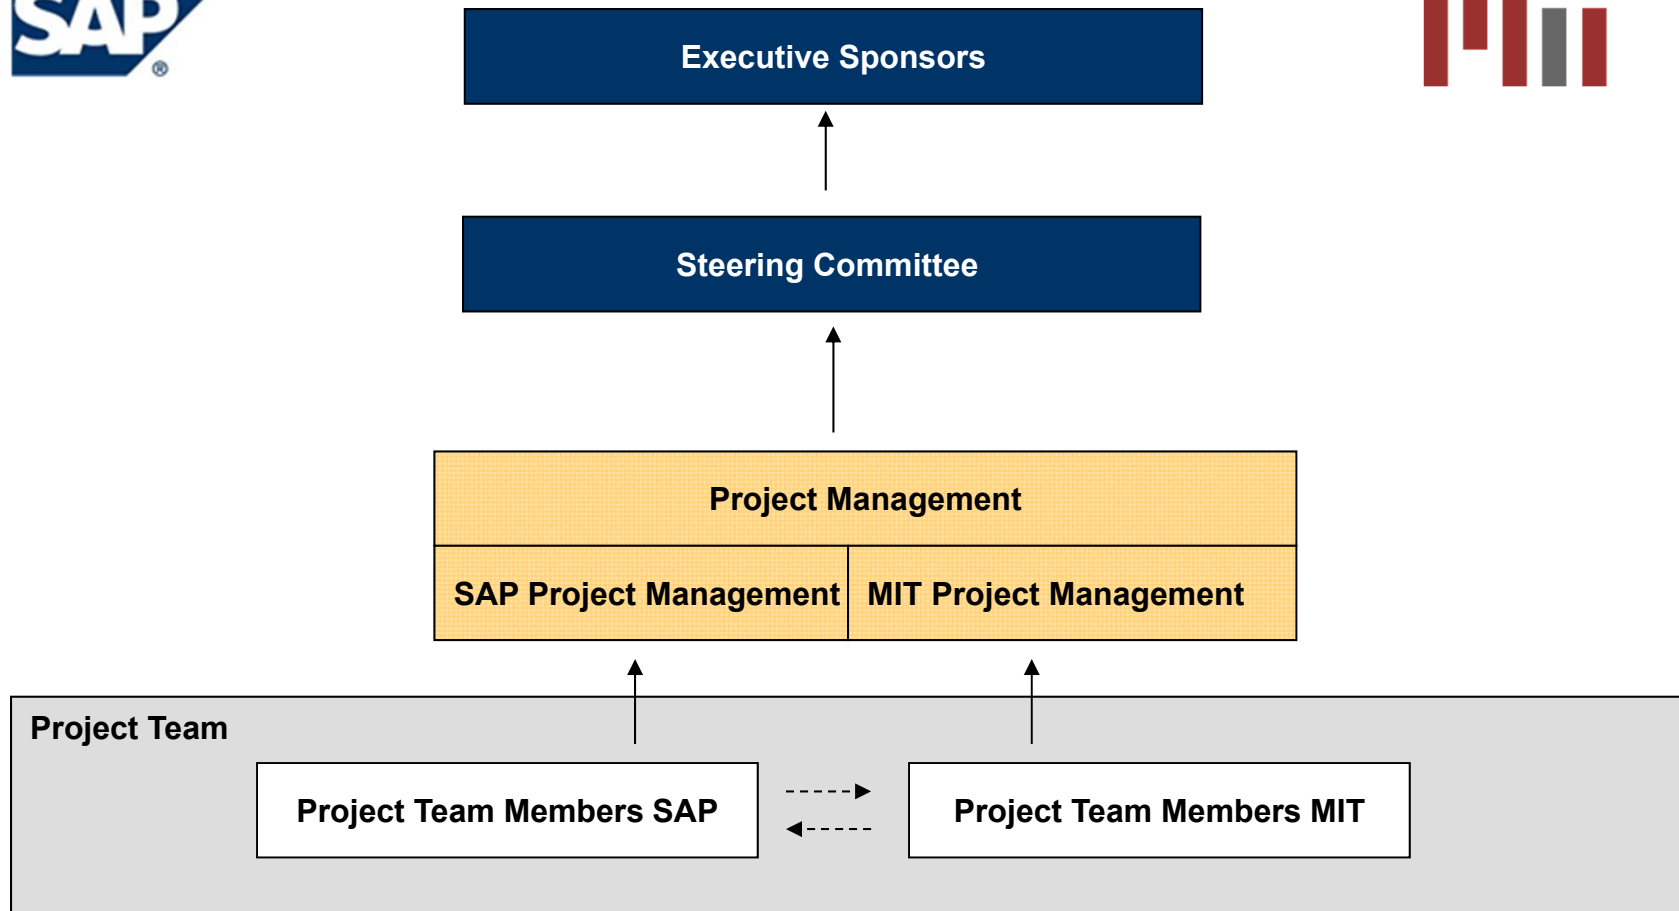 SAP
®
Executive Sponsors
Steering Committee
Project Management
SAP Project Management
MIT Project Management
Project Team
Project Team Members SAP
Project Team Members MIT